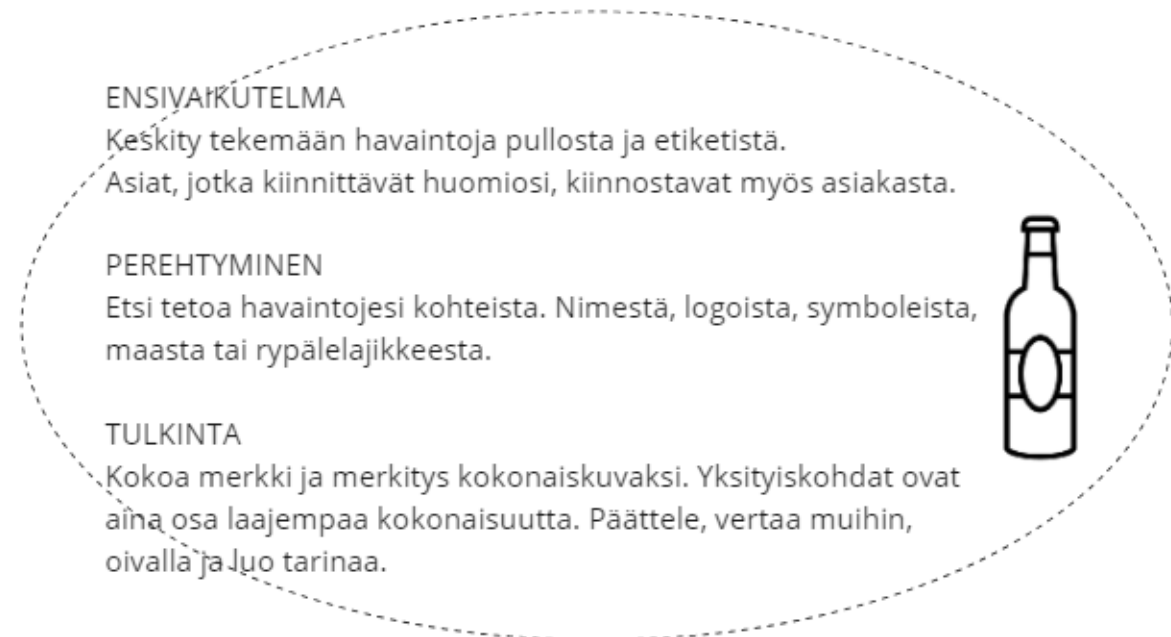 ENSIVAIKUTELMA
Keskity tekemään havaintoja pullosta ja etiketistä.
Asiat, jotka kiinnittävät huomiosi, kiinnostavat myös asiakasta.
PEREHTYMINEN
Etsi tetoa havaintojesi kohteista. Nimestä, logoista, symboleista,
maasta tai rypälelajikkeesta.
TULKINTA
Kokoa merkki ja merkitys kokonaiskuvaksi. Yksityiskohdat ovat
aina osa laajempaa kokonaisuutta. Päättele, vertaa muihin,
oivalla ja luo tarinaa.